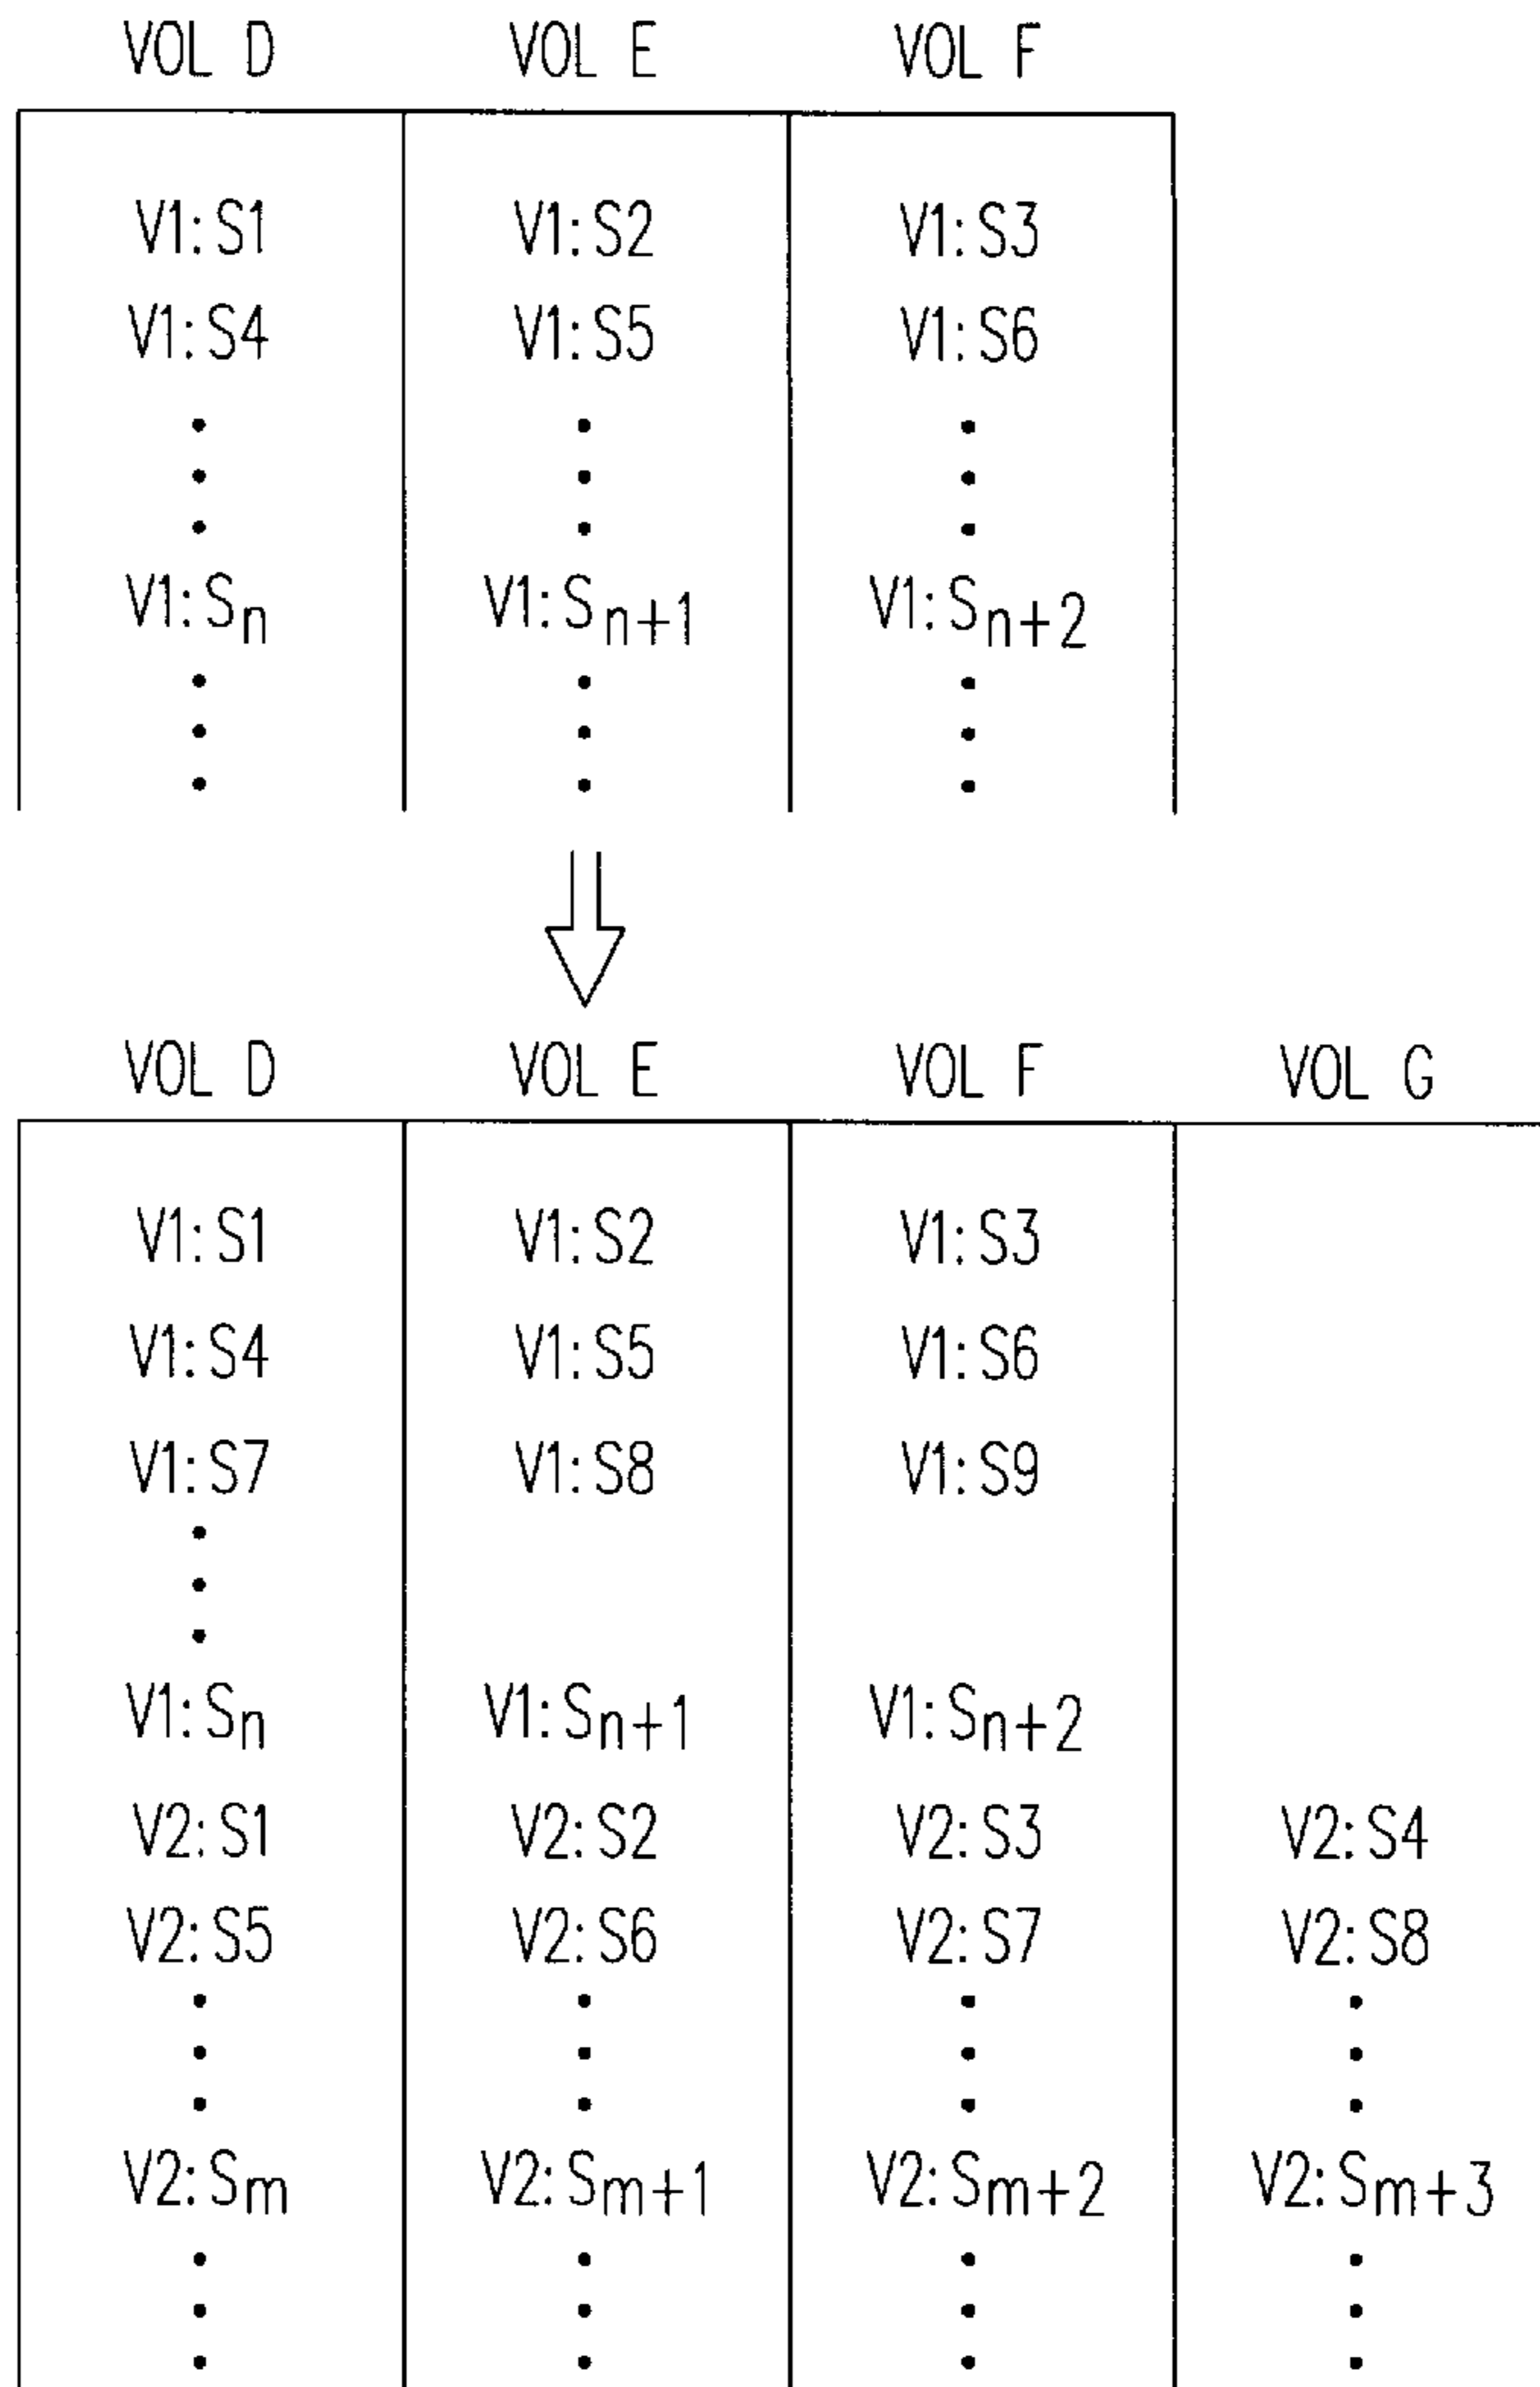 VOL D VOL E VOL F
V1:S1 V1:S2 V1:S3
V1:S4 V1:S5 V1:S6
V1:Sn V1:Sn+1 V1:Sn+2
VOL D VOL E VOL F VOL G
V1:S1 V1:S2 V1:S3
V1:S4 V1:S5 V1:S6
V1:S7 V1:S8 V1:S9
V1:Sn V1:Sn+1 V1:Sn+2
V2:S1 V2:S2 V2:S3 V2:S4
V2:S5 V2:S6 V2:S7 V2:S8
V2:Sm V2:Sm+1 V2:Sm+2 V2:Sm+3